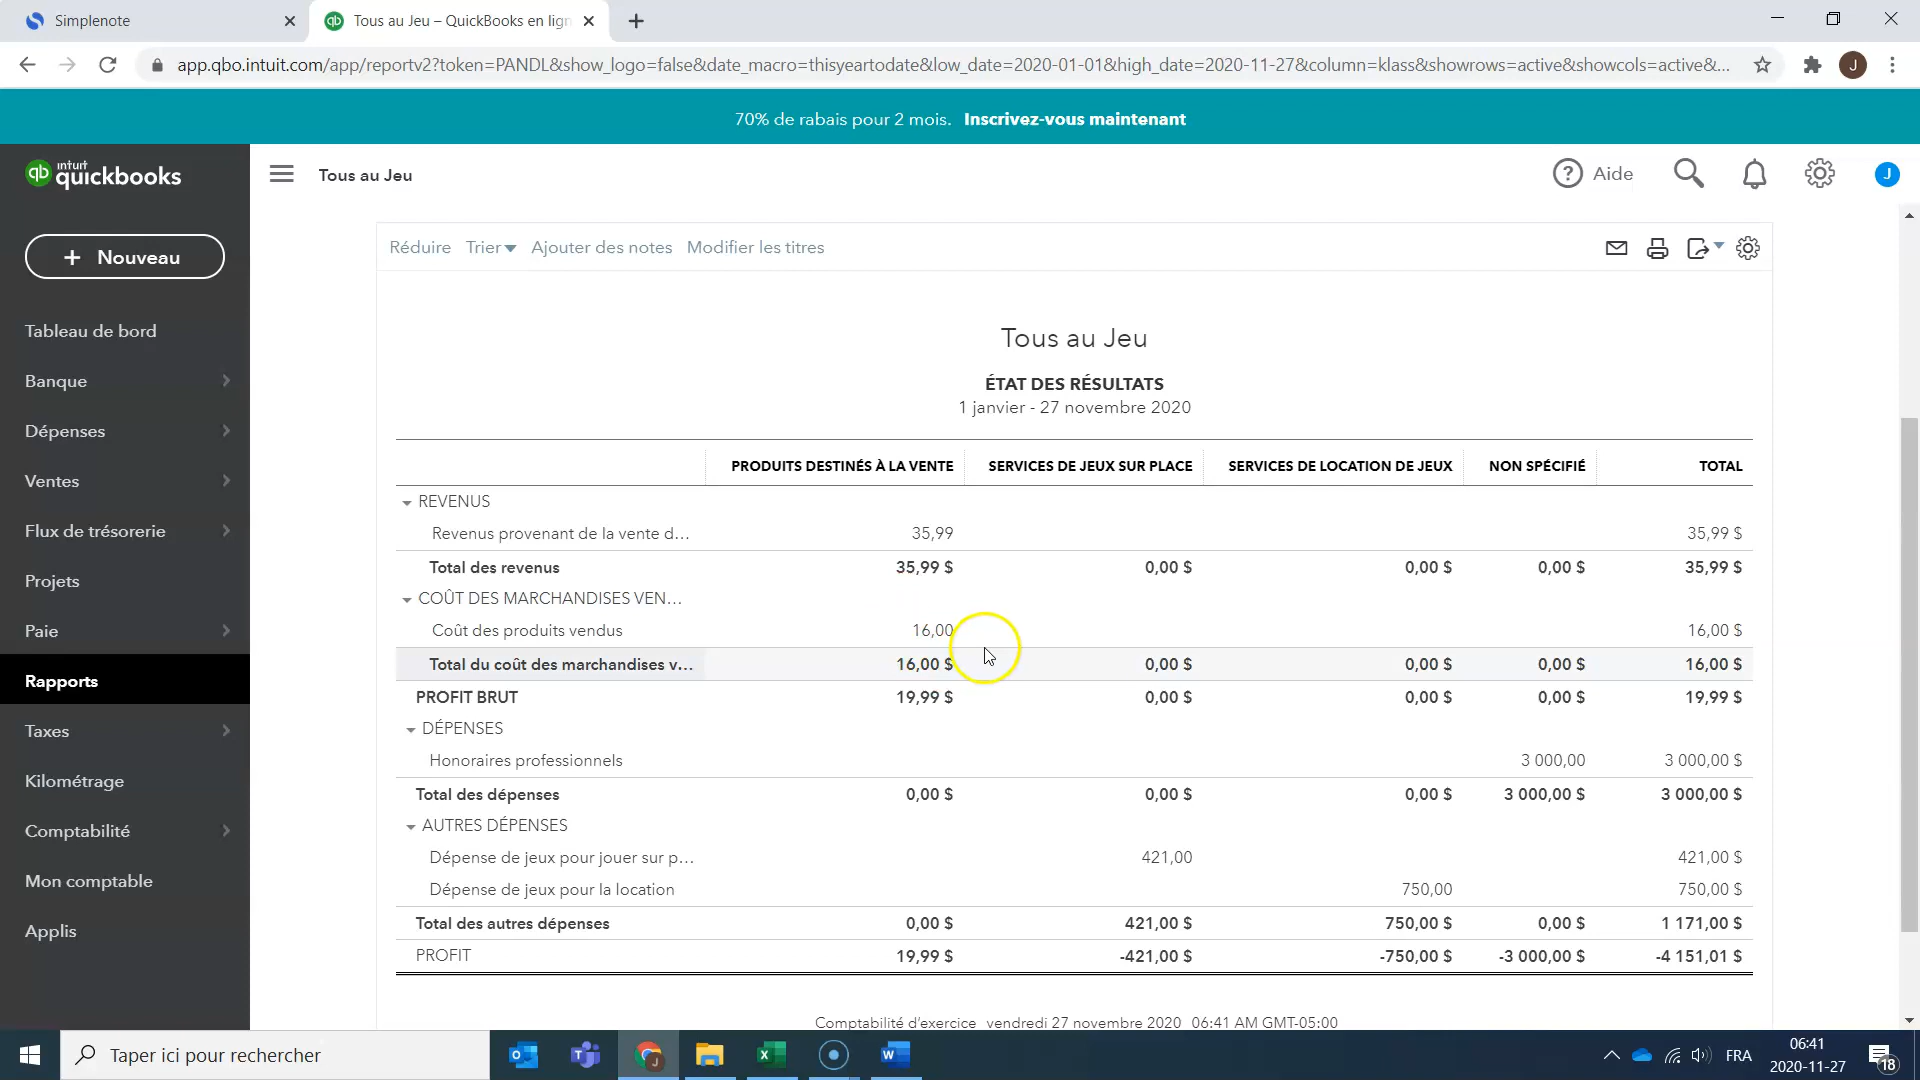 Simplenote
Tous au Jeu – QuickBooks en lign
app.qbo.intuit.com/app/reportv2?token=PANDL&show_logo=false&date_macro=thisyeartodate&low_date=2020-01-01&high_date=2020-11-27&column=klass&showrows=active&showcols=active&...
J
70% de rabais pour 2 mois. Inscrivez-vous maintenant
qb intuit quickbooks
Tous au Jeu
? Aide
J
+ Nouveau
Tableau de bord
Banque
Dépenses
Ventes
Flux de trésorerie
Projets
Paie
Rapports
Taxes
Kilométrage
Comptabilité
Mon comptable
Applis
Réduire Trier Ajouter des notes Modifier les titres
Tous au Jeu
ÉTAT DES RÉSULTATS
1 janvier - 27 novembre 2020
PRODUITS DESTINÉS À LA VENTE SERVICES DE JEUX SUR PLACE SERVICES DE LOCATION DE JEUX NON SPÉCIFIÉ TOTAL
REVENUS
Revenus provenant de la vente d... 35,99 35,99 $
Total des revenus 35,99 $ 0,00 $ 0,00 $ 0,00 $ 35,99 $
COÛT DES MARCHANDISES VEN...
Coût des produits vendus 16,00 16,00 $
Total du coût des marchandises v... 16,00 $ 0,00 $ 0,00 $ 0,00 $ 16,00 $
PROFIT BRUT 19,99 $ 0,00 $ 0,00 $ 0,00 $ 19,99 $
DÉPENSES
Honoraires professionnels 3 000,00 3 000,00 $
Total des dépenses 0,00 $ 0,00 $ 0,00 $ 3 000,00 $ 3 000,00 $
AUTRES DÉPENSES
Dépense de jeux pour jouer sur p... 421,00 421,00 $
Dépense de jeux pour la location 750,00 750,00 $
Total des autres dépenses 0,00 $ 421,00 $ 750,00 $ 0,00 $ 1 171,00 $
PROFIT 19,99 $ -421,00 $ -750,00 $ -3 000,00 $ -4 151,01 $
Comptabilité d'exercice vendredi 27 novembre 2020 06:41 AM GMT-05:00
Taper ici pour rechercher
FRA
06:41
2020-11-27
18